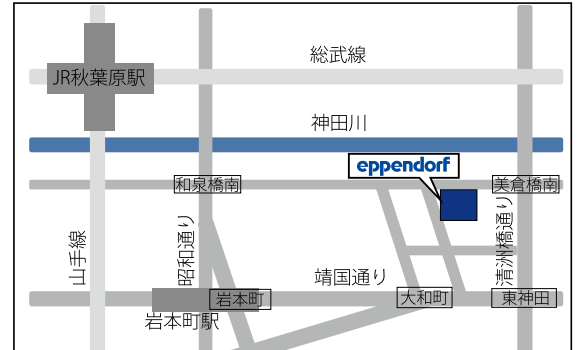 総武線
JR秋葉原駅
神田川
eppendorf
和泉橋南
美倉橋南
清洲橋通り
昭和通り
山手線
靖国通り
岩本町
大和町
東神田
岩本町駅